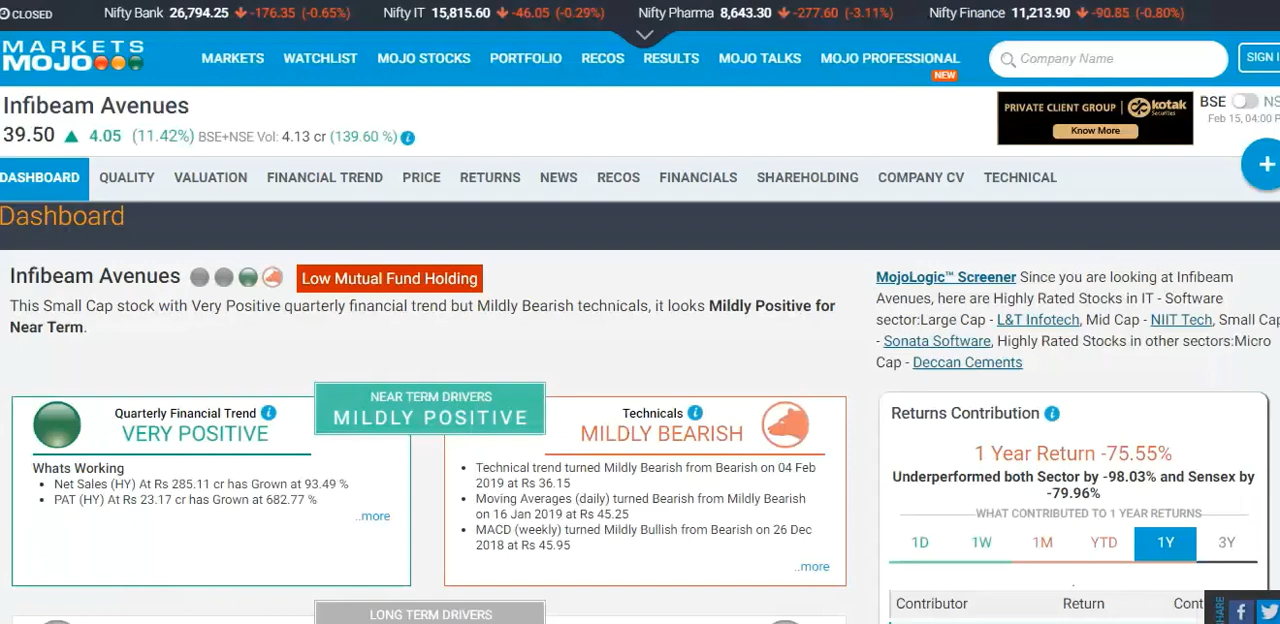 CLOSED Nifty Bank 26,794.25 -176.35 (-0.65%) Nifty IT 15,815.60 -46.05 (-0.29%) Nifty Pharma 8,643.30 -277.60 (-3.11%) Nifty Finance 11,213.90 -90.85 (-0.80%)
MARKETS
MOJO
MARKETS WATCHLIST MOJO STOCKS PORTFOLIO RECOS RESULTS MOJO TALKS MOJO PROFESSIONAL Company Name SIGN I
NEW
Infibeam Avenues
39.50 4.05 (11.42%) BSE+NSE Vol: 4.13 cr (139.60 %)
PRIVATE CLIENT GROUP kotak
Securities
Know More
BSE NS
Feb 15, 04:00 P
DASHBOARD QUALITY VALUATION FINANCIAL TREND PRICE RETURNS NEWS RECOS FINANCIALS SHAREHOLDING COMPANY CV TECHNICAL
Dashboard
Infibeam Avenues Low Mutual Fund Holding
This Small Cap stock with Very Positive quarterly financial trend but Mildly Bearish technicals, it looks Mildly Positive for
Near Term.
MojoLogic™ Screener Since you are looking at Infibeam
Avenues, here are Highly Rated Stocks in IT - Software
sector:Large Cap - L&T Infotech, Mid Cap - NIIT Tech, Small Cap
- Sonata Software, Highly Rated Stocks in other sectors:Micro
Cap - Deccan Cements
NEAR TERM DRIVERS
MILDLY POSITIVE
Quarterly Financial Trend
VERY POSITIVE
Whats Working
• Net Sales (HY) At Rs 285.11 cr has Grown at 93.49 %
• PAT (HY) At Rs 23.17 cr has Grown at 682.77 %
..more
Technicals
MILDLY BEARISH
• Technical trend turned Mildly Bearish from Bearish on 04 Feb
2019 at Rs 36.15
• Moving Averages (daily) turned Bearish from Mildly Bearish
on 16 Jan 2019 at Rs 45.25
• MACD (weekly) turned Mildly Bullish from Bearish on 26 Dec
2018 at Rs 45.95
..more
Returns Contribution
1 Year Return -75.55%
Underperformed both Sector by -98.03% and Sensex by
-79.96%
WHAT CONTRIBUTED TO 1 YEAR RETURNS
1D 1W 1M YTD 1Y 3Y
Contributor Return Cont
LONG TERM DRIVERS
SHARE